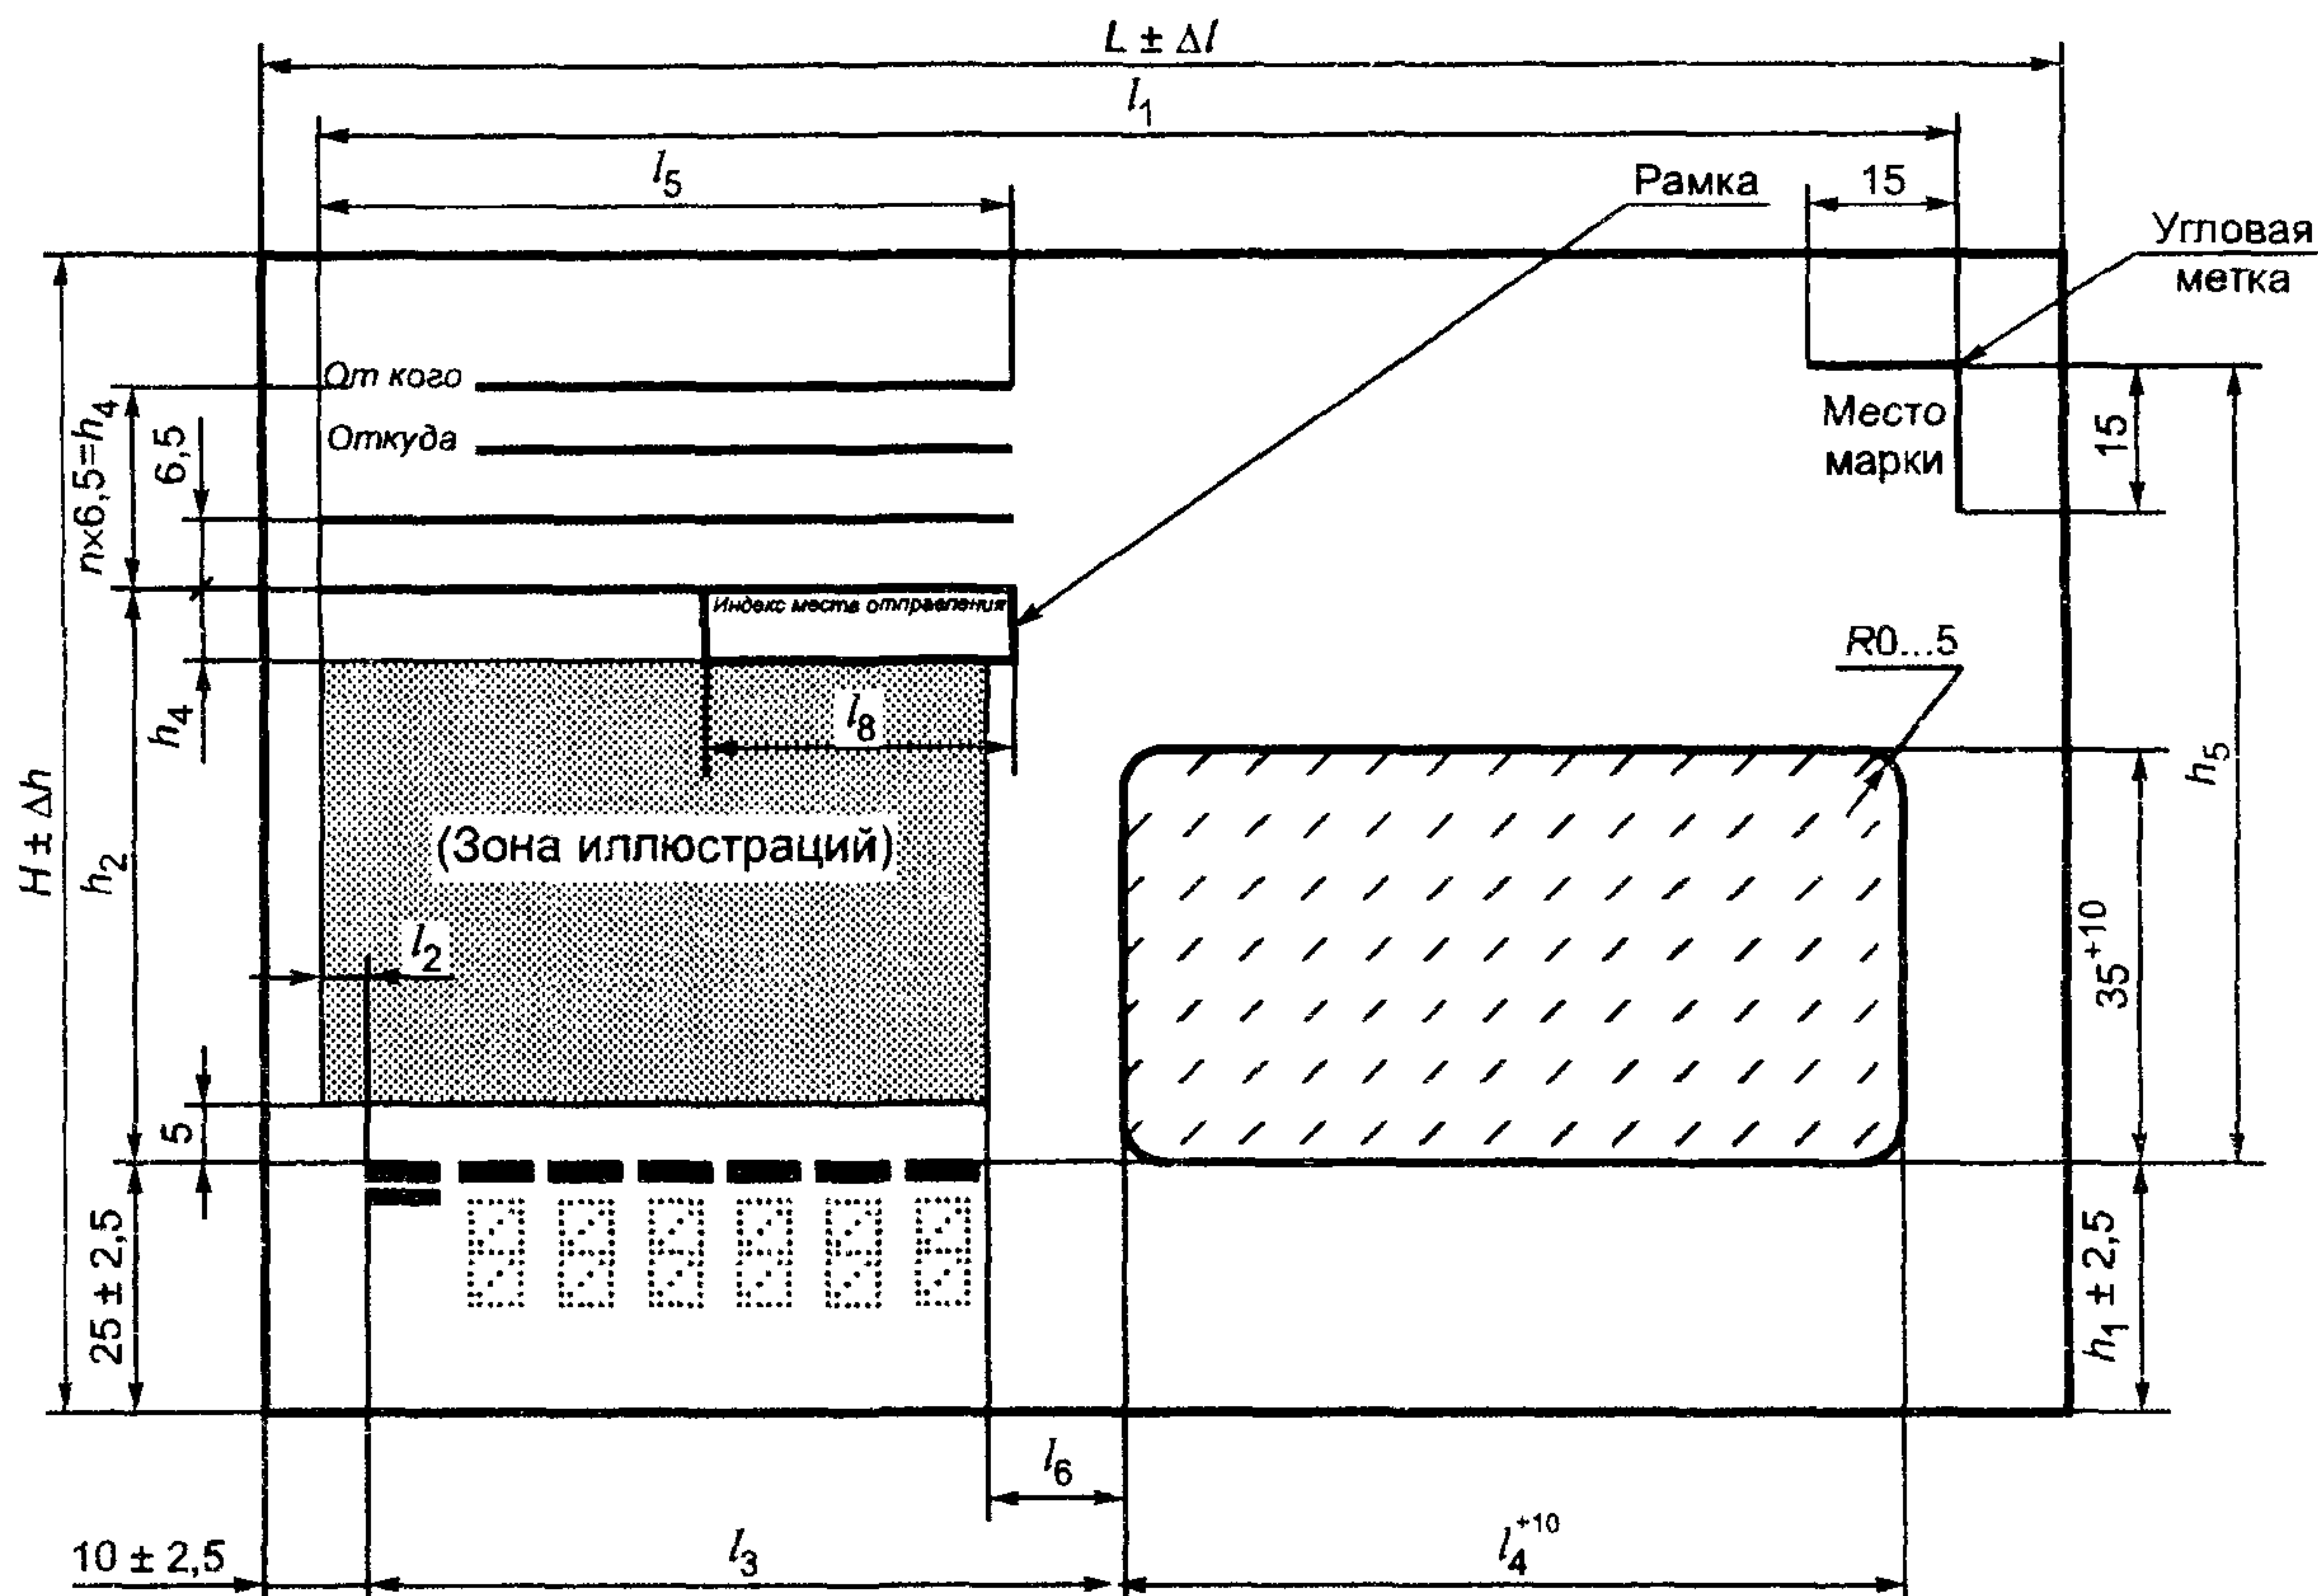 L ± Δl
l₁
l₅
Рамка
15
Угловая
метка
От кого
Откуда
Место
марки
15
n×6,5=h₄
6,5
Индекс места отправления
R0...5
h₄
l₈
h₅
H ± Δh
h₂
(Зона иллюстраций)
l₂
35⁺¹⁰
5
25 ± 2,5
h₁ ± 2,5
l₆
10 ± 2,5
l₃
l₄⁺¹⁰